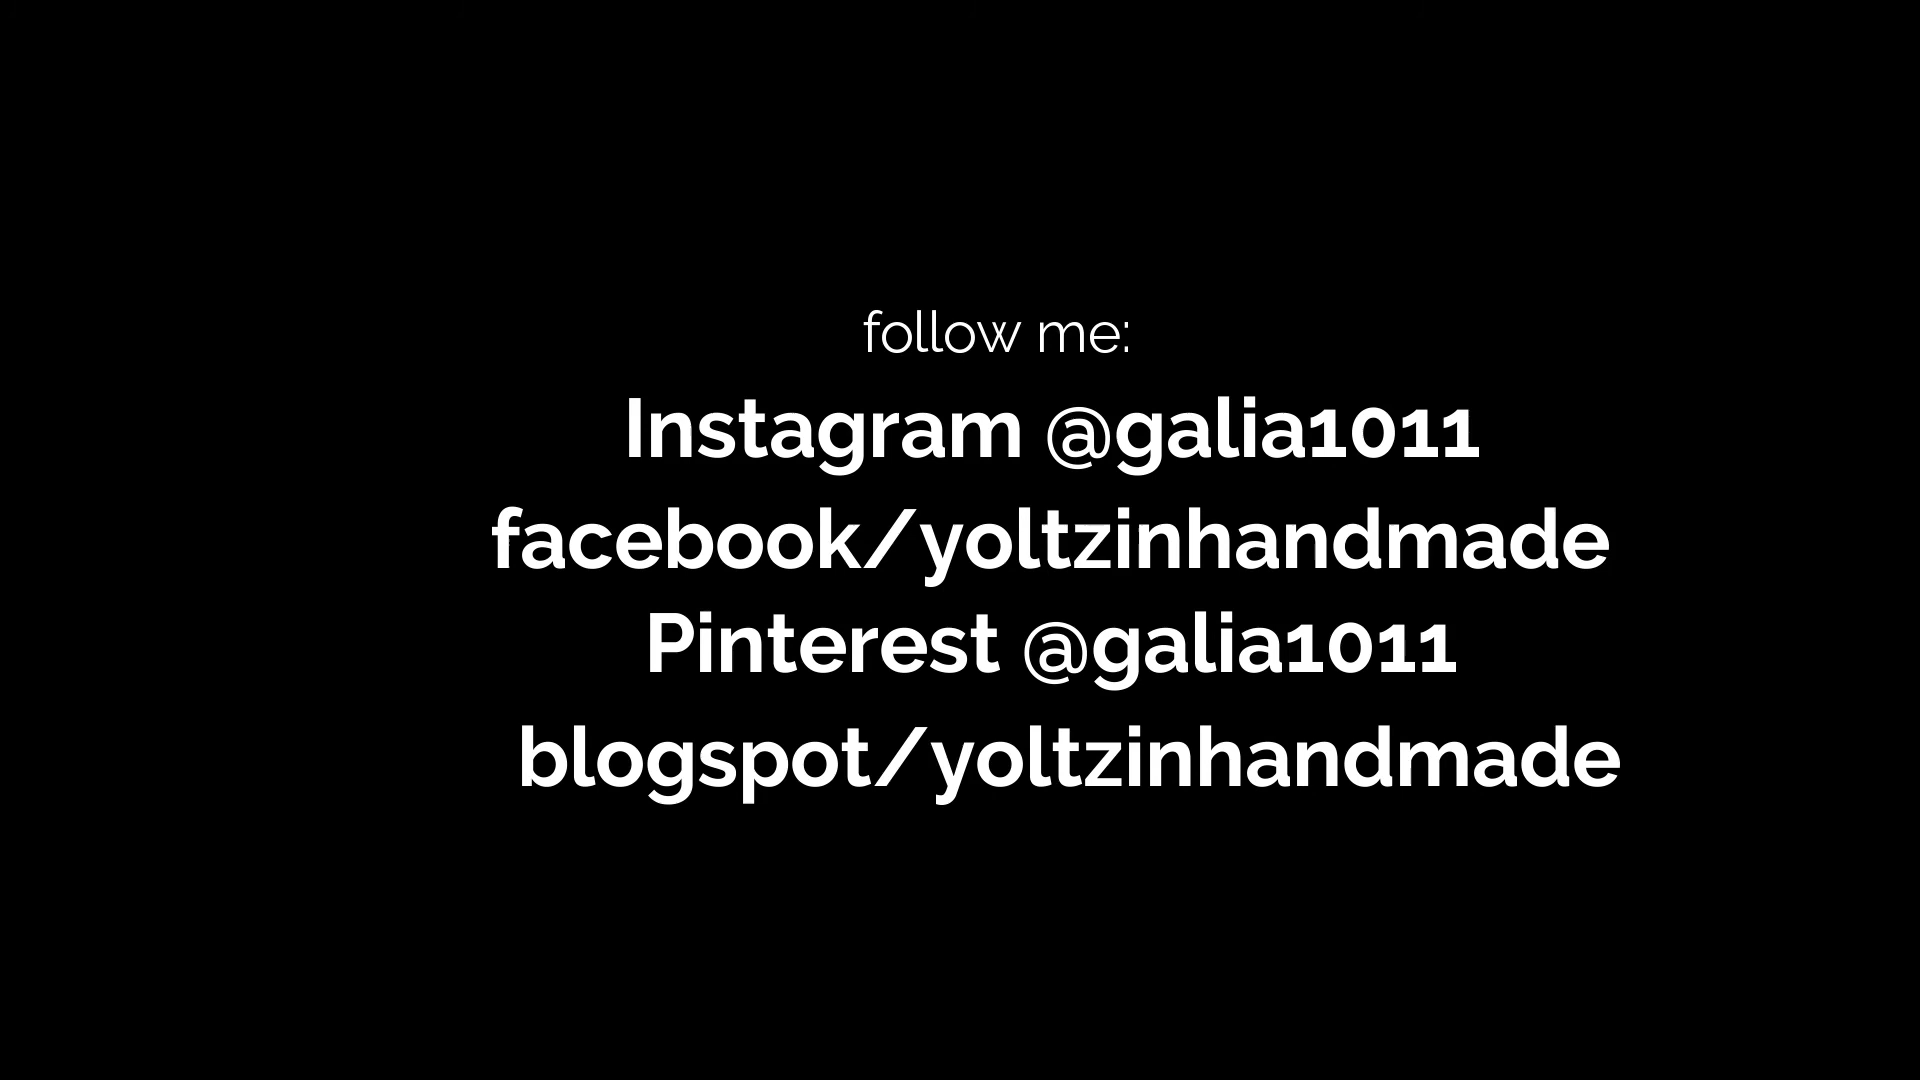 follow me:
Instagram @galia1011
facebook/yoltzinhandmade
Pinterest @galia1011
blogspot/yoltzinhandmade